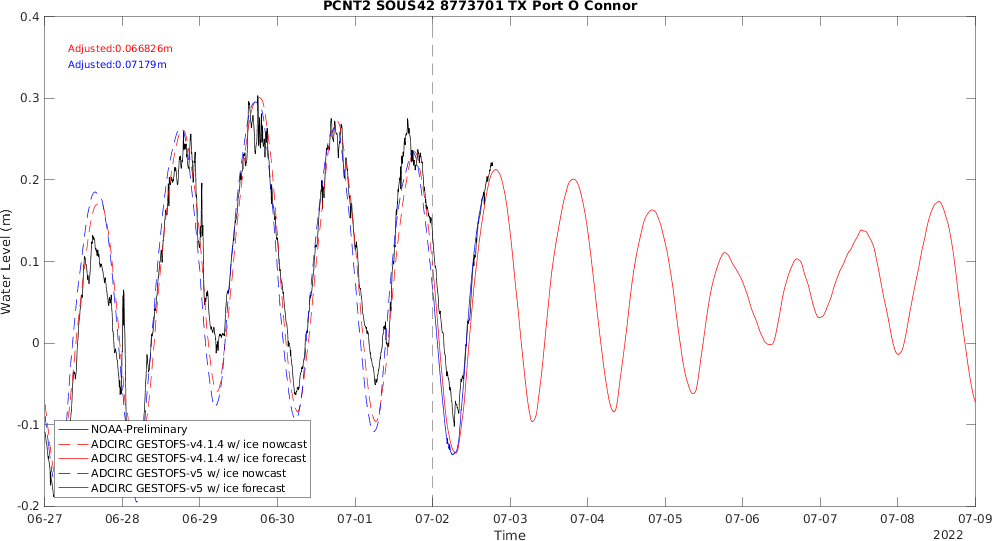 PCNT2 SOUS42 8773701 TX Port O Connor
Adjusted:0.066826m
Adjusted:0.07179m
Water Level (m)
0.4
0.3
0.2
0.1
0
-0.1
-0.2
NOAA-Preliminary
ADCIRC GESTOFS-v4.1.4 w/ ice nowcast
ADCIRC GESTOFS-v4.1.4 w/ ice forecast
ADCIRC GESTOFS-v5 w/ ice nowcast
ADCIRC GESTOFS-v5 w/ ice forecast
06-27 06-28 06-29 06-30 07-01 07-02 07-03 07-04 07-05 07-06 07-07 07-08 07-09
Time
2022